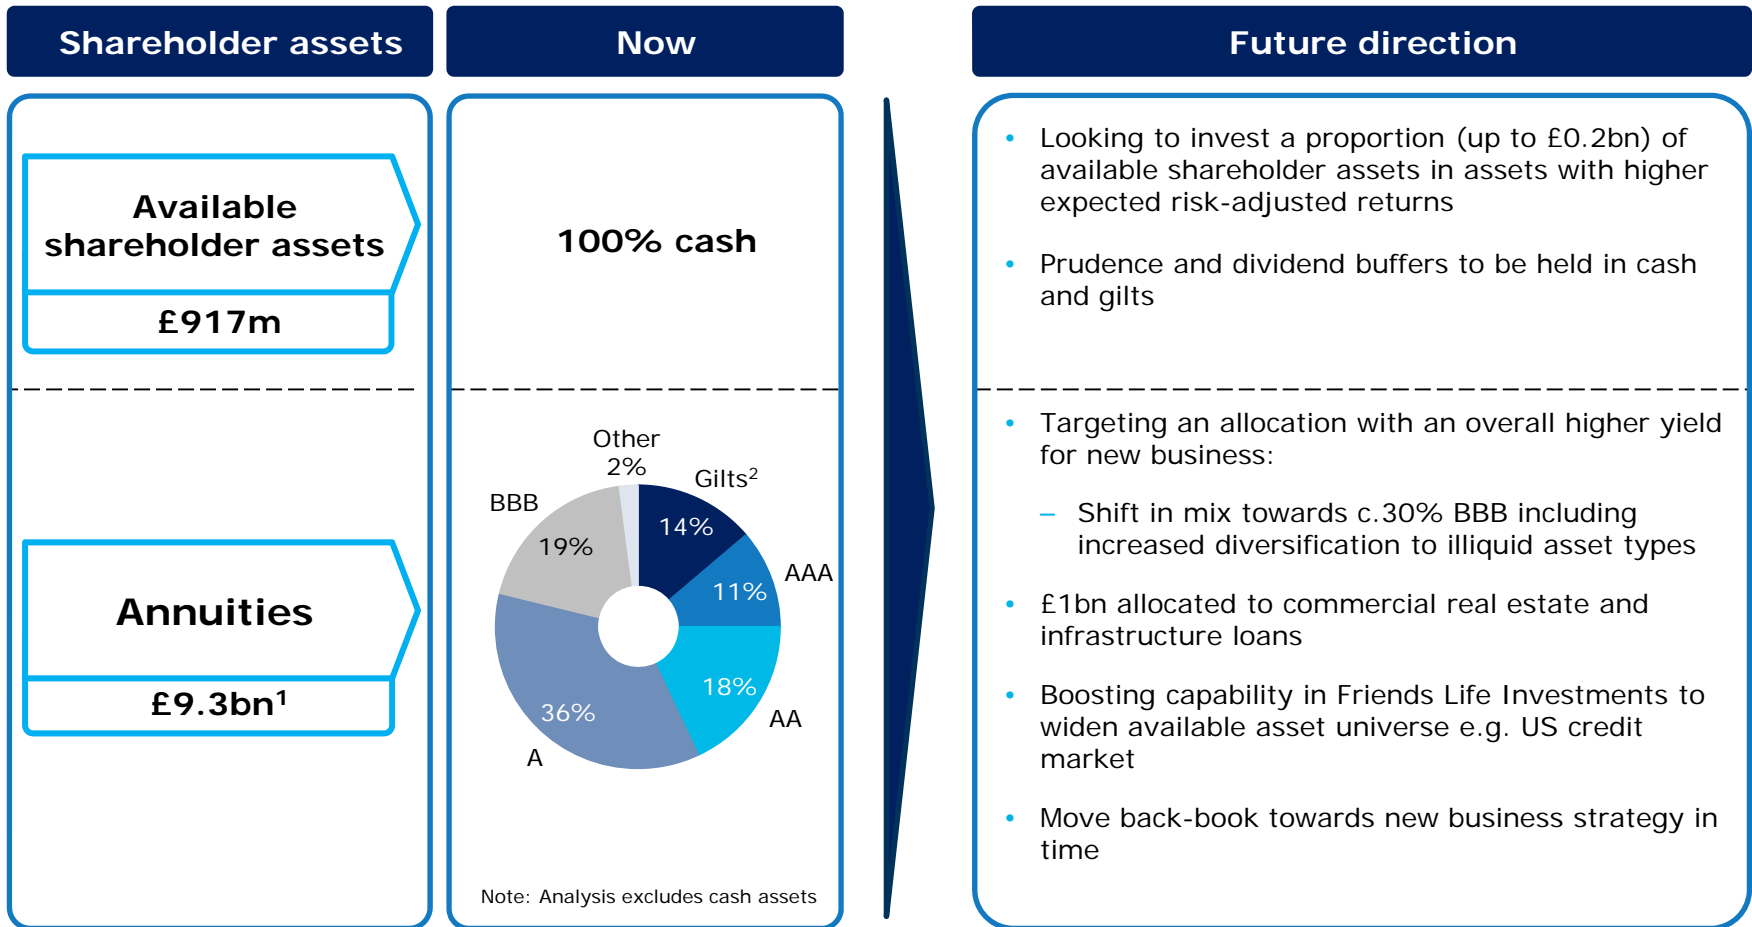 Shareholder assets
Now
Future direction
Available
shareholder assets
£917m
100% cash
• Looking to invest a proportion (up to £0.2bn) of
available shareholder assets in assets with higher
expected risk-adjusted returns
• Prudence and dividend buffers to be held in cash
and gilts
Annuities
£9.3bn¹
Other
2%
Gilts²
14%
AAA
11%
18%
AA
36%
A
BBB
19%
Note: Analysis excludes cash assets
• Targeting an allocation with an overall higher yield
for new business:
– Shift in mix towards c.30% BBB including
increased diversification to illiquid asset types
• £1bn allocated to commercial real estate and
infrastructure loans
• Boosting capability in Friends Life Investments to
widen available asset universe e.g. US credit
market
• Move back-book towards new business strategy in
time